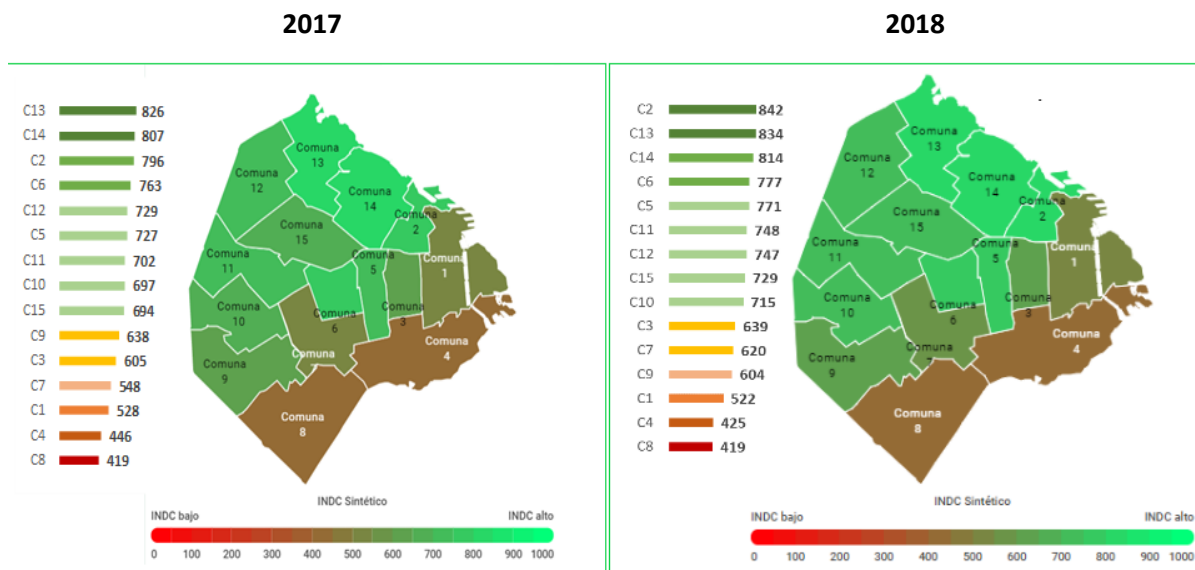 2017
2018
C13 826
C14 807
C2 796
C6 763
C12 729
C5 727
C11 702
C10 697
C15 694
C9 638
C3 605
C7 548
C1 528
C4 446
C8 419
Comuna
13
Comuna
12
Comuna
14
Comuna
2
Comuna
15
Comuna
1
Comuna
5
Comuna
11
Comuna
10
Comuna
6
Comuna
3
Comuna
4
Comuna
Comuna
9
Comuna
8
INDC Sintético
INDC bajo INDC alto
0 100 200 300 400 500 600 700 800 900 1000
C2 842
C13 834
C14 814
C6 777
C5 771
C11 748
C12 747
C15 729
C10 715
C3 639
C7 620
C9 604
C1 522
C4 425
C8 419
Comuna
13
Comuna
12
Comuna
14
Comuna
2
Comuna
15
Comuna
1
Comuna
5
Comuna
11
Comuna
10
Comuna
6
Comuna
3
Comuna
4
Comuna
7
Comuna
9
Comuna
8
INDC Sintético
INDC bajo INDC alto
0 100 200 300 400 500 600 700 800 900 1000